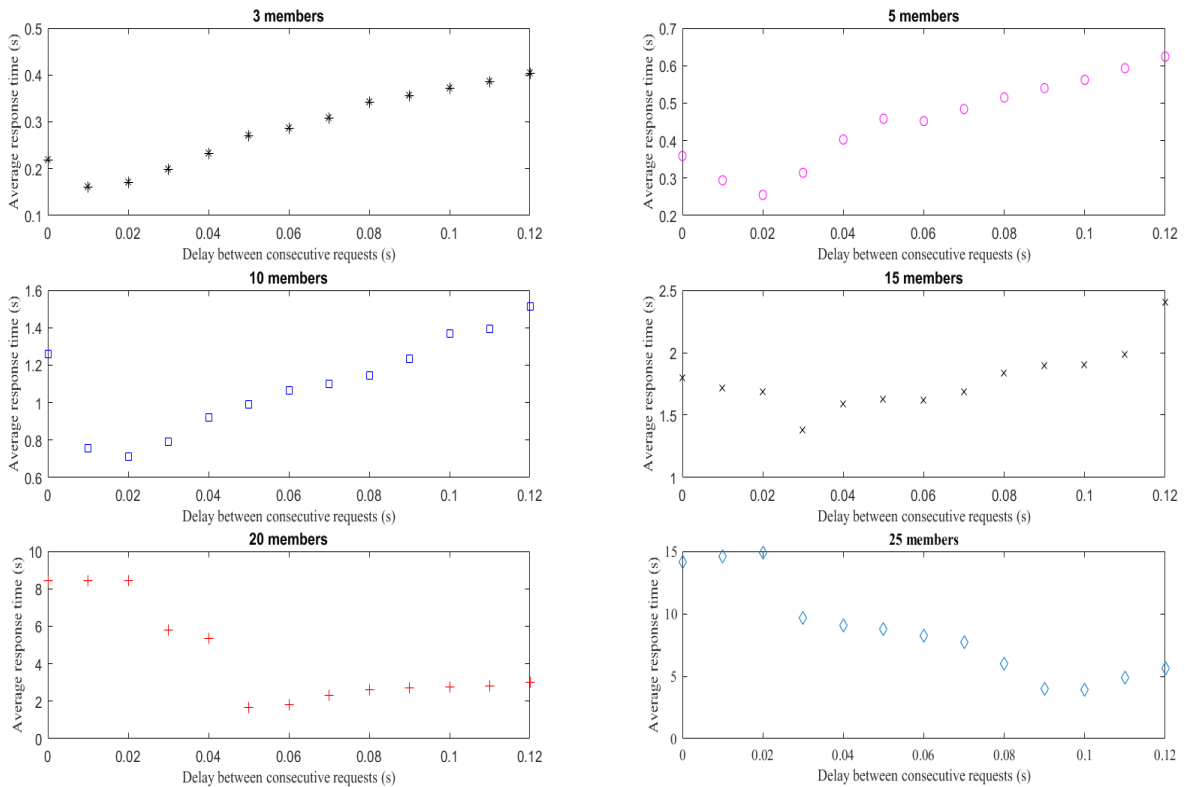 3 members
Average response time (s)
0.5
0.4
0.3
0.2
0.1
0 0.02 0.04 0.06 0.08 0.1 0.12
Delay between consecutive requests (s)
5 members
Average response time (s)
0.7
0.6
0.5
0.4
0.3
0.2
0 0.02 0.04 0.06 0.08 0.1 0.12
Delay between consecutive requests (s)
10 members
Average response time (s)
1.6
1.4
1.2
1
0.8
0.6
0 0.02 0.04 0.06 0.08 0.1 0.12
Delay between consecutive requests (s)
15 members
Average response time (s)
2.5
2
1.5
1
0 0.02 0.04 0.06 0.08 0.1 0.12
Delay between consecutive requests (s)
20 members
Average response time (s)
10
8
6
4
2
0
0 0.02 0.04 0.06 0.08 0.1 0.12
Delay between consecutive requests (s)
25 members
Average response time (s)
15
10
5
0
0 0.02 0.04 0.06 0.08 0.1 0.12
Delay between consecutive requests (s)